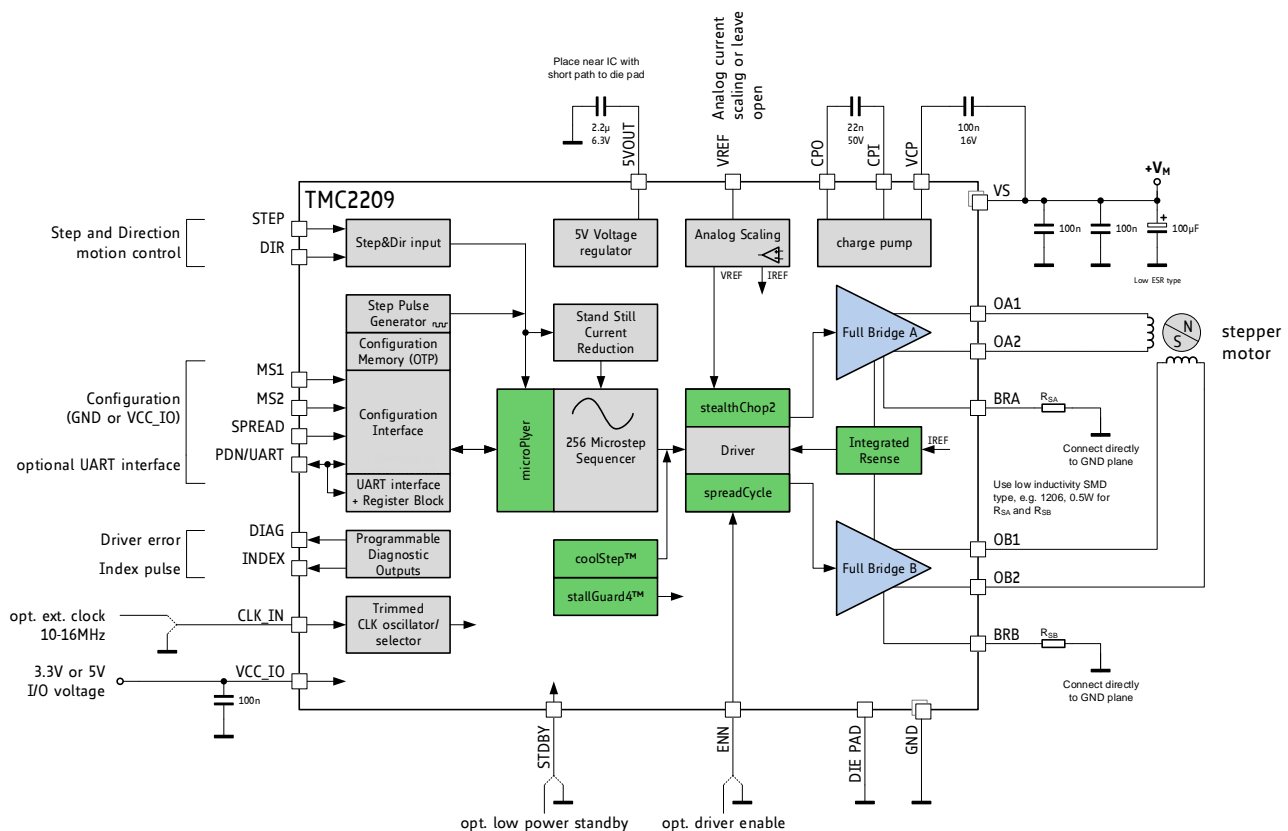 Place near IC with
short path to die pad
2.2µ
6.3V
5VOUT
Analog current
scaling or leave
open
VREF
22n
50V
CPO
CPI
VCP
100n
16V
+VM
TMC2209
VS
100n
100n
+
100µF
Low ESR type
Step and Direction
motion control
STEP
DIR
Step&Dir input
5V Voltage
regulator
Analog Scaling
VREF
IREF
charge pump
Step Pulse
Generator
Configuration
Memory (OTP)
Configuration
Interface
UART interface
+ Register Block
Stand Still
Current
Reduction
Configuration
(GND or VCC_IO)
optional UART interface
MS1
MS2
SPREAD
PDN/UART
microPlyer
256 Microstep
Sequencer
stealthChop2
Driver
spreadCycle
Integrated
Rsense
IREF
Full Bridge A
Full Bridge B
OA1
OA2
N
S
stepper
motor
BRA
RSA
Connect directly
to GND plane
Use low inductivity SMD
type, e.g. 1206, 0.5W for
RSA and RSB
OB1
OB2
BRB
RSB
Connect directly
to GND plane
Driver error
Index pulse
DIAG
INDEX
Programmable
Diagnostic
Outputs
coolStep™
stallGuard4™
opt. ext. clock
10-16MHz
CLK_IN
Trimmed
CLK oscillator/
selector
3.3V or 5V
I/O voltage
VCC_IO
100n
STDBY
ENN
DIE PAD
GND
opt. low power standby
opt. driver enable